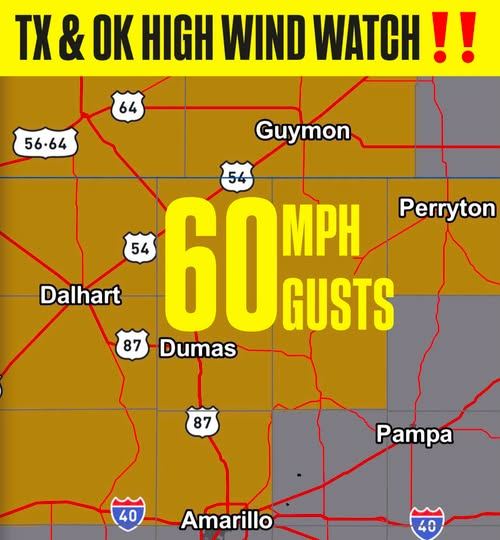 TX & OK HIGH WIND WATCH‼️
64
56·64
Guymon
54
Perryton
60 MPH
GUSTS
54
Dalhart
87
Dumas
87
Pampa
40
Amarillo
40